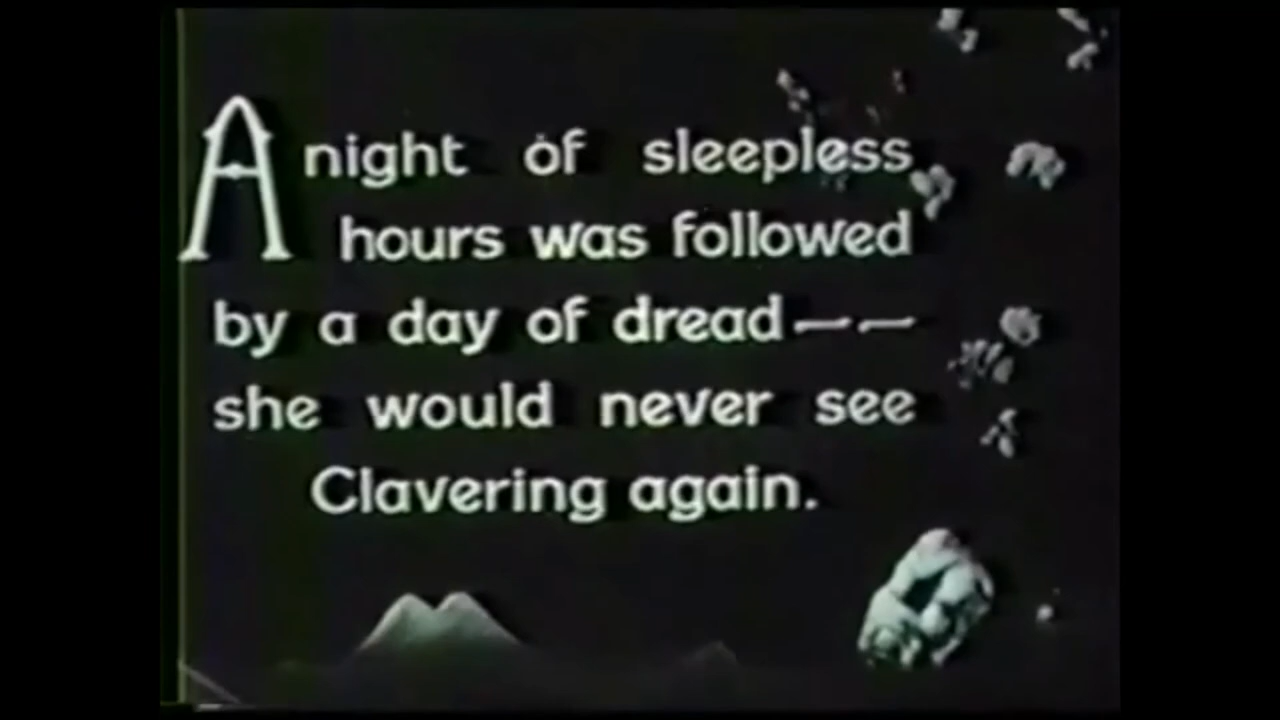 A night of sleepless
hours was followed
by a day of dread——
she would never see
Clavering again.